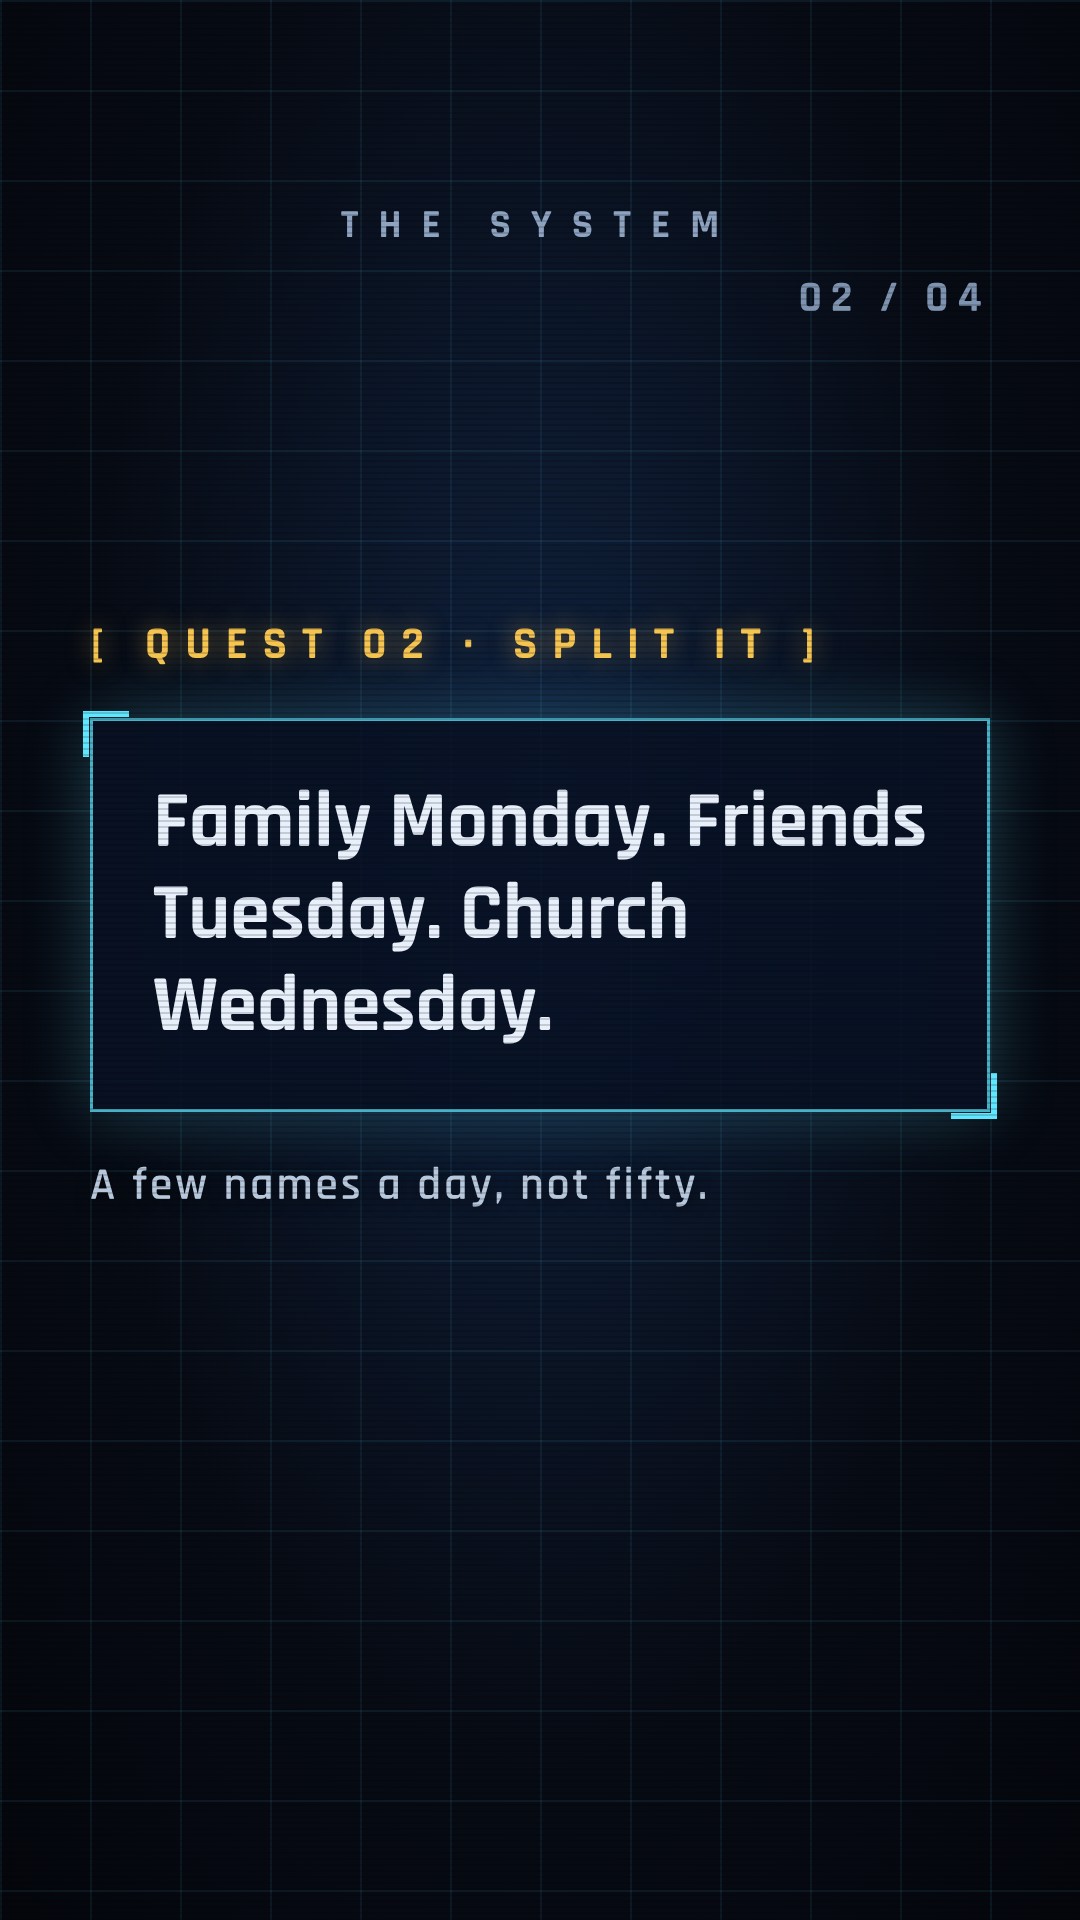 THE SYSTEM
02 / 04
[ QUEST 02 · SPLIT IT ]
Family Monday. Friends
Tuesday. Church
Wednesday.
A few names a day, not fifty.